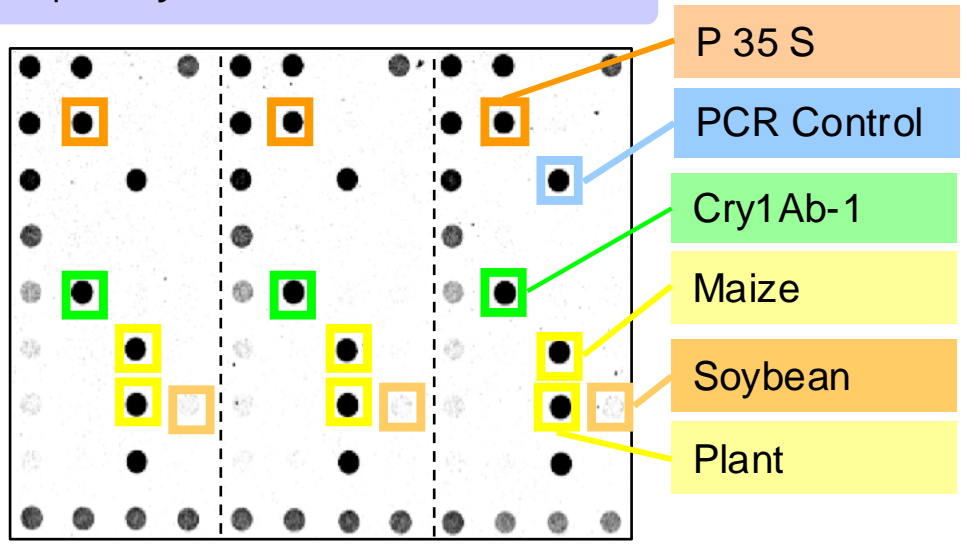 P 35 S
PCR Control
Cry1Ab-1
Maize
Soybean
Plant